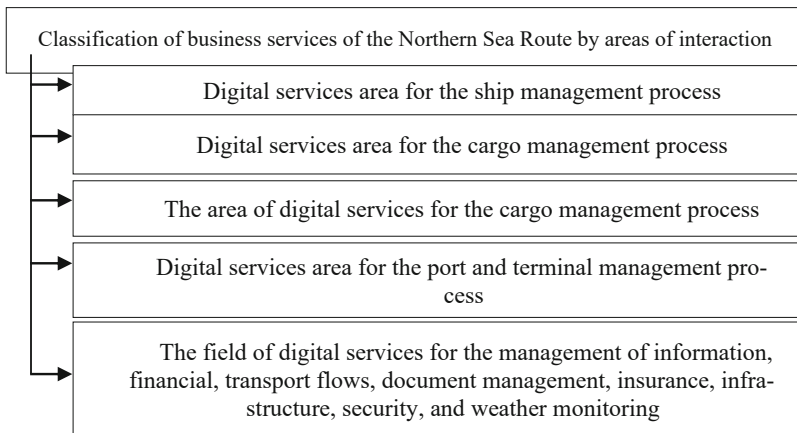 Classification of business services of the Northern Sea Route by areas of interaction
Digital services area for the ship management process
Digital services area for the cargo management process
The area of digital services for the cargo management process
Digital services area for the port and terminal management pro-
cess
The field of digital services for the management of information,
financial, transport flows, document management, insurance, infra-
structure, security, and weather monitoring